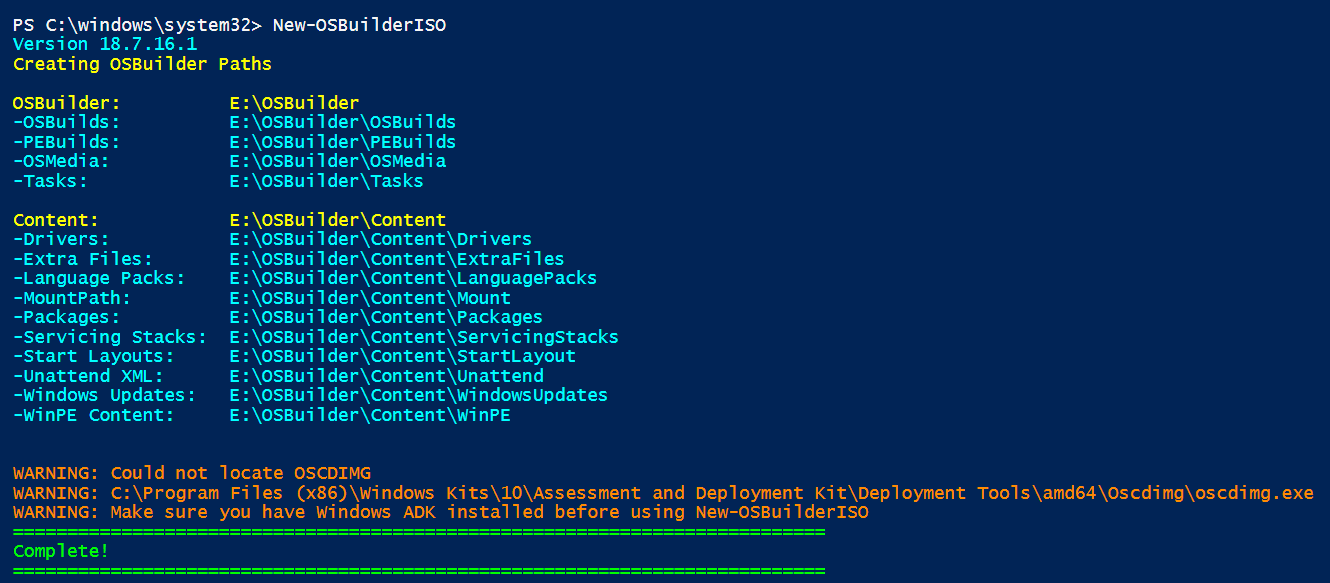 PS C:\windows\system32> New-OSBuilderISO
Version 18.7.16.1
Creating OSBuilder Paths
OSBuilder: E:\OSBuilder
-OSBuilds: E:\OSBuilder\OSBuilds
-PEBuilds: E:\OSBuilder\PEBuilds
-OSMedia: E:\OSBuilder\OSMedia
-Tasks: E:\OSBuilder\Tasks
Content: E:\OSBuilder\Content
-Drivers: E:\OSBuilder\Content\Drivers
-Extra Files: E:\OSBuilder\Content\ExtraFiles
-Language Packs: E:\OSBuilder\Content\LanguagePacks
-MountPath: E:\OSBuilder\Content\Mount
-Packages: E:\OSBuilder\Content\Packages
-Servicing Stacks: E:\OSBuilder\Content\ServicingStacks
-Start Layouts: E:\OSBuilder\Content\StartLayout
-Unattend XML: E:\OSBuilder\Content\Unattend
-Windows Updates: E:\OSBuilder\Content\WindowsUpdates
-WinPE Content: E:\OSBuilder\Content\WinPE
WARNING: Could not locate OSCDIMG
WARNING: C:\Program Files (x86)\Windows Kits\10\Assessment and Deployment Kit\Deployment Tools\amd64\Oscdimg\oscdimg.exe
WARNING: Make sure you have Windows ADK installed before using New-OSBuilderISO
===========================================================================
Complete!
===========================================================================